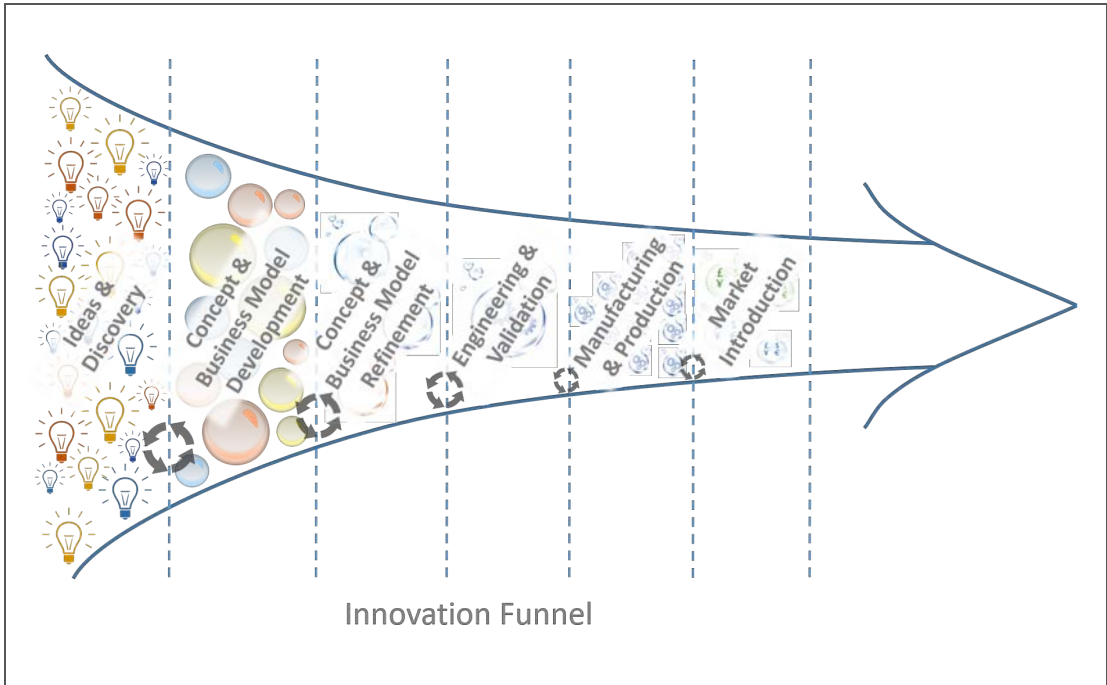 Ideas &
Discovery
Concept &
Business Model
Development
Concept &
Business Model
Refinement
Engineering &
Validation
Manufacturing
& Production
Market
Introduction
Innovation Funnel